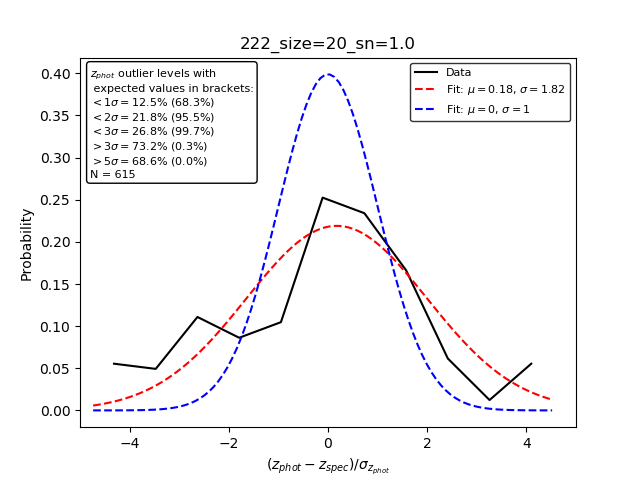 222_size=20_sn=1.0
z_phot outlier levels with
expected values in brackets:
<1σ=12.5% (68.3%)
<2σ=21.8% (95.5%)
<3σ=26.8% (99.7%)
>3σ=73.2% (0.3%)
>5σ=68.6% (0.0%)
N = 615
Data
Fit: μ=0.18, σ=1.82
Fit: μ=0, σ=1
0.40
0.35
0.30
0.25
0.20
0.15
0.10
0.05
0.00
Probability
−4 −2 0 2 4
(z_phot − z_spec)/σ_z_phot